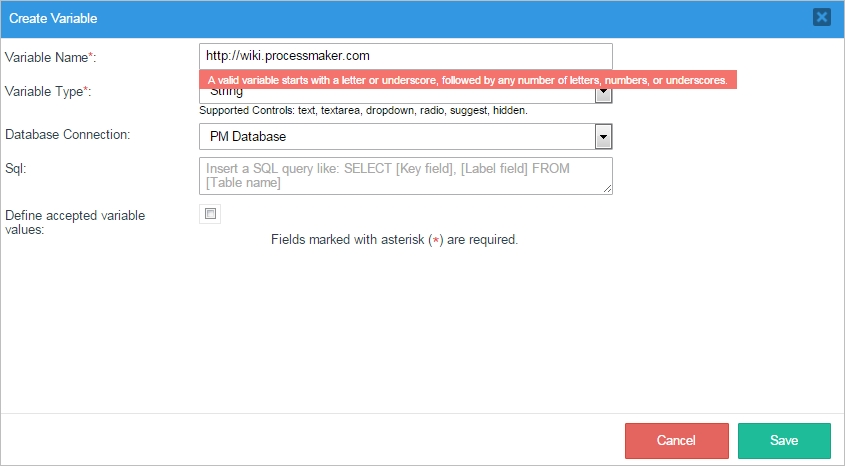 Create Variable
Variable Name*:
http://wiki.processmaker.com
A valid variable starts with a letter or underscore, followed by any number of letters, numbers, or underscores.
Variable Type*:
String
Supported Controls: text, textarea, dropdown, radio, suggest, hidden.
Database Connection:
PM Database
Sql:
Insert a SQL query like: SELECT [Key field], [Label field] FROM
[Table name]
Define accepted variable
values:
Fields marked with asterisk (*) are required.
Cancel
Save